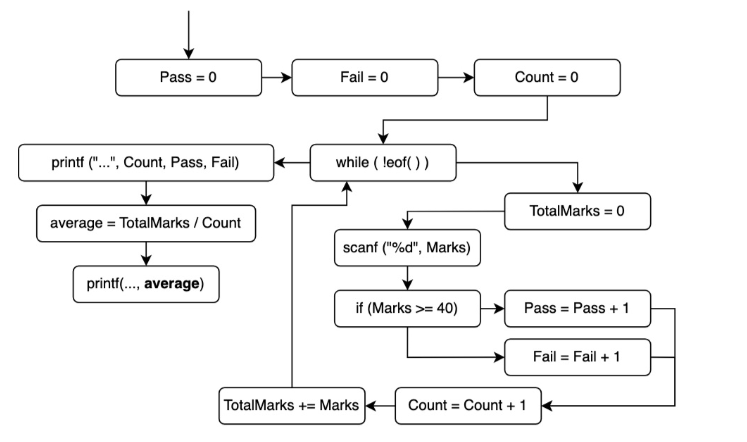 Pass = 0
Fail = 0
Count = 0
while ( !eof( ) )
printf ("...", Count, Pass, Fail)
average = TotalMarks / Count
printf(..., average)
TotalMarks = 0
scanf ("%d", Marks)
if (Marks >= 40)
Pass = Pass + 1
Fail = Fail + 1
Count = Count + 1
TotalMarks += Marks